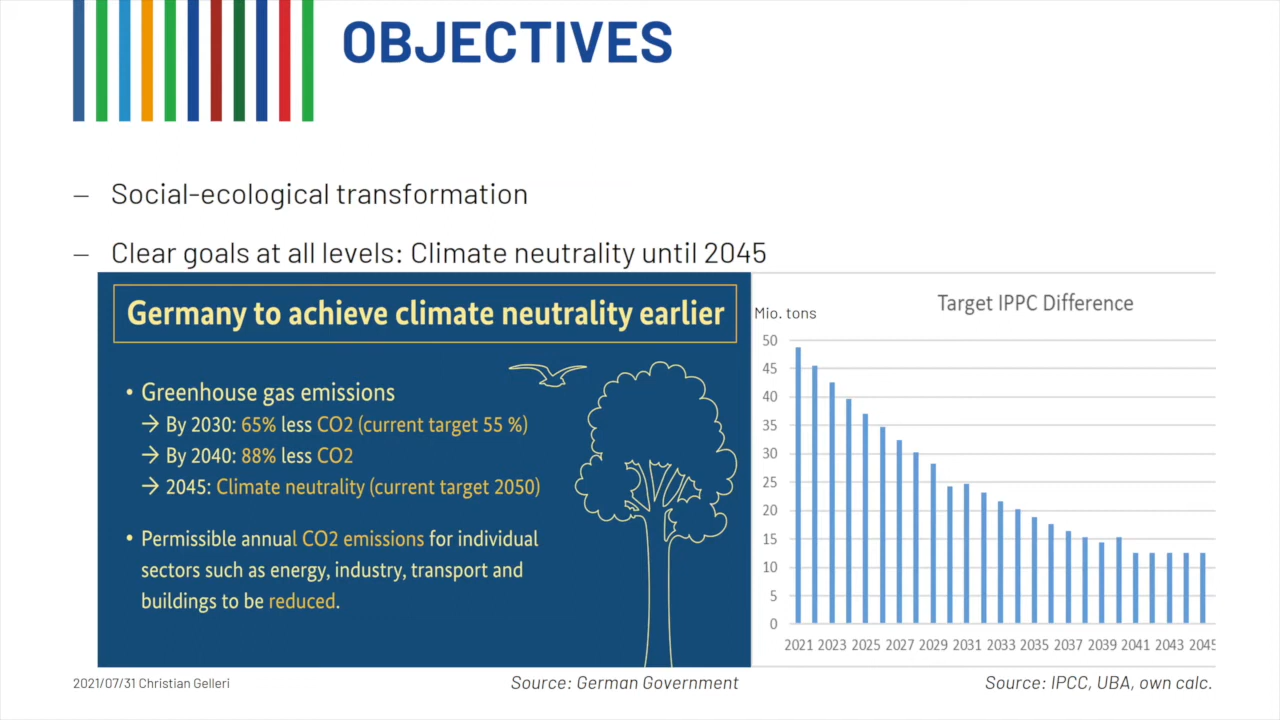 OBJECTIVES
– Social-ecological transformation
– Clear goals at all levels: Climate neutrality until 2045
Germany to achieve climate neutrality earlier
• Greenhouse gas emissions
→ By 2030: 65% less CO2 (current target 55 %)
→ By 2040: 88% less CO2
→ 2045: Climate neutrality (current target 2050)
• Permissible annual CO2 emissions for individual
sectors such as energy, industry, transport and
buildings to be reduced.
Target IPPC Difference
Mio. tons
50
45
40
35
30
25
20
15
10
5
0
2021 2023 2025 2027 2029 2031 2033 2035 2037 2039 2041 2043 2045
2021/07/31 Christian Gelleri
Source: German Government
Source: IPCC, UBA, own calc.